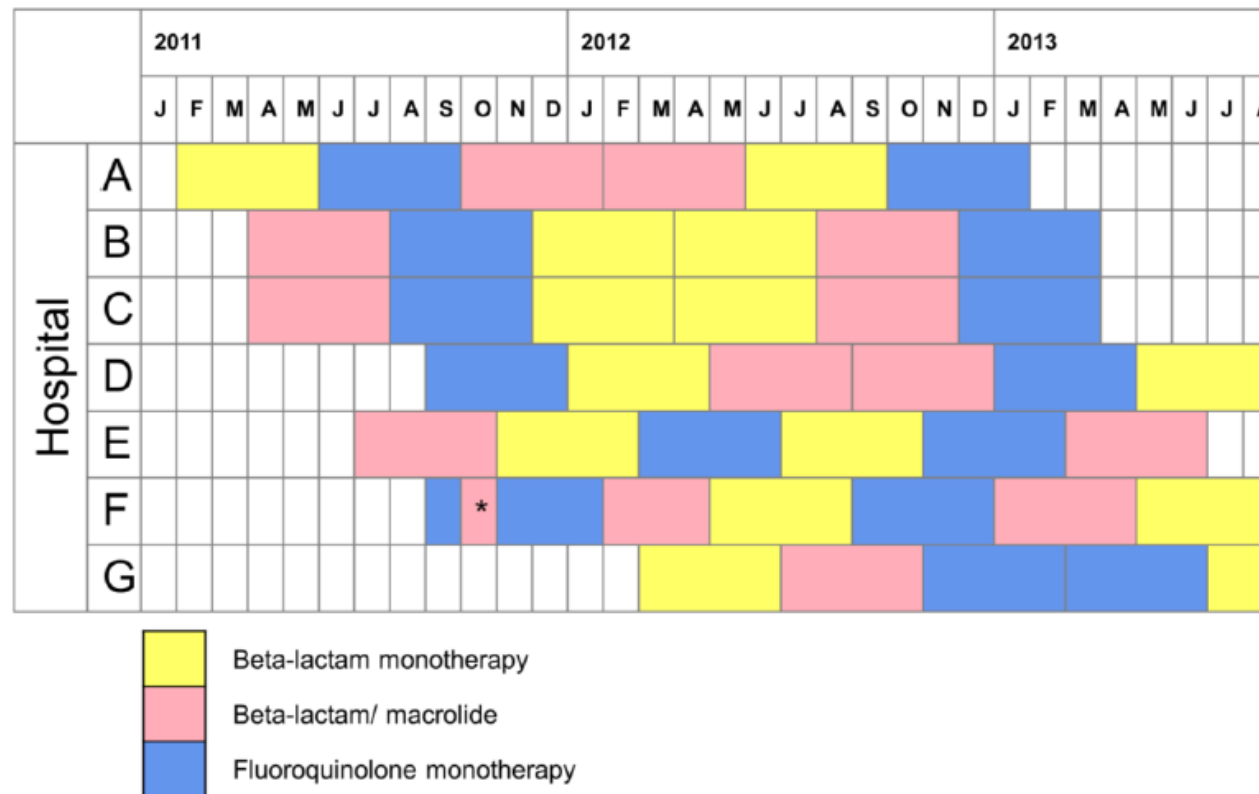 2011 2012 2013
J F M A M J J A S O N D J F M A M J J A S O N D J F M A M J J
Hospital
A
B
C
D
E
F *
G
Beta-lactam monotherapy
Beta-lactam/ macrolide
Fluoroquinolone monotherapy